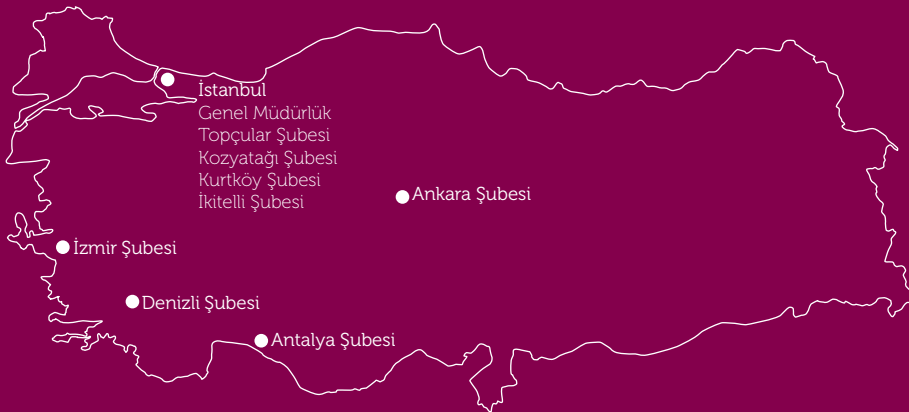 İstanbul
Genel Müdürlük
Topçular Şubesi
Kozyatağı Şubesi
Kurtköy Şubesi
İkitelli Şubesi
Ankara Şubesi
İzmir Şubesi
Denizli Şubesi
Antalya Şubesi